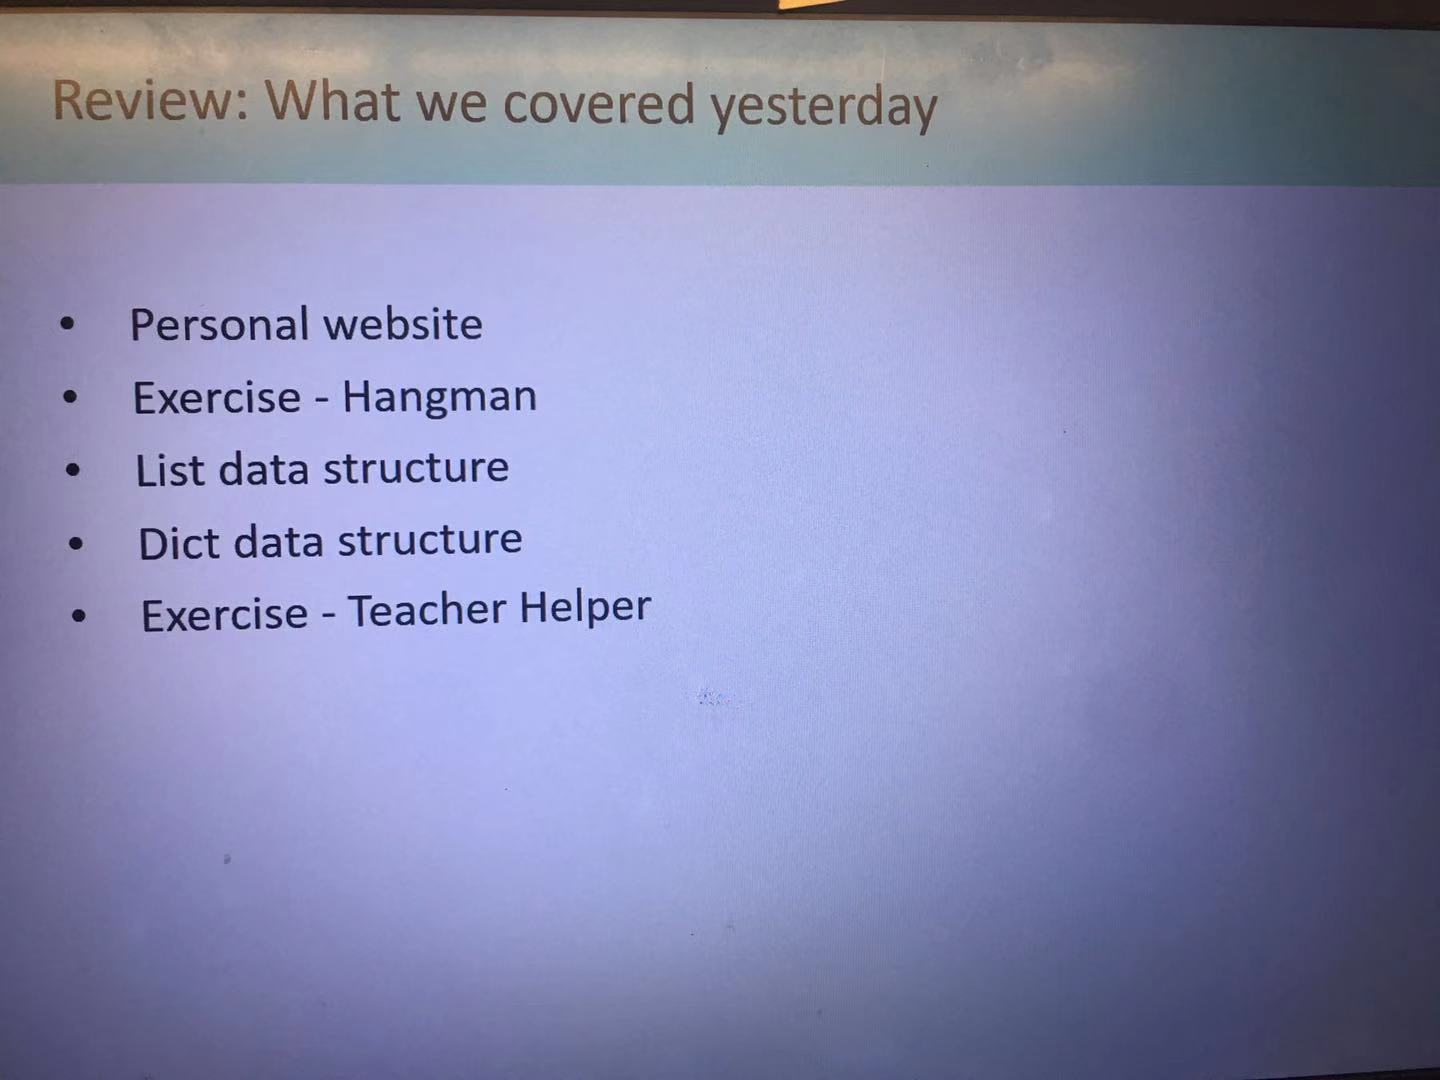 Review: What we covered yesterday
• Personal website
• Exercise - Hangman
• List data structure
• Dict data structure
• Exercise - Teacher Helper